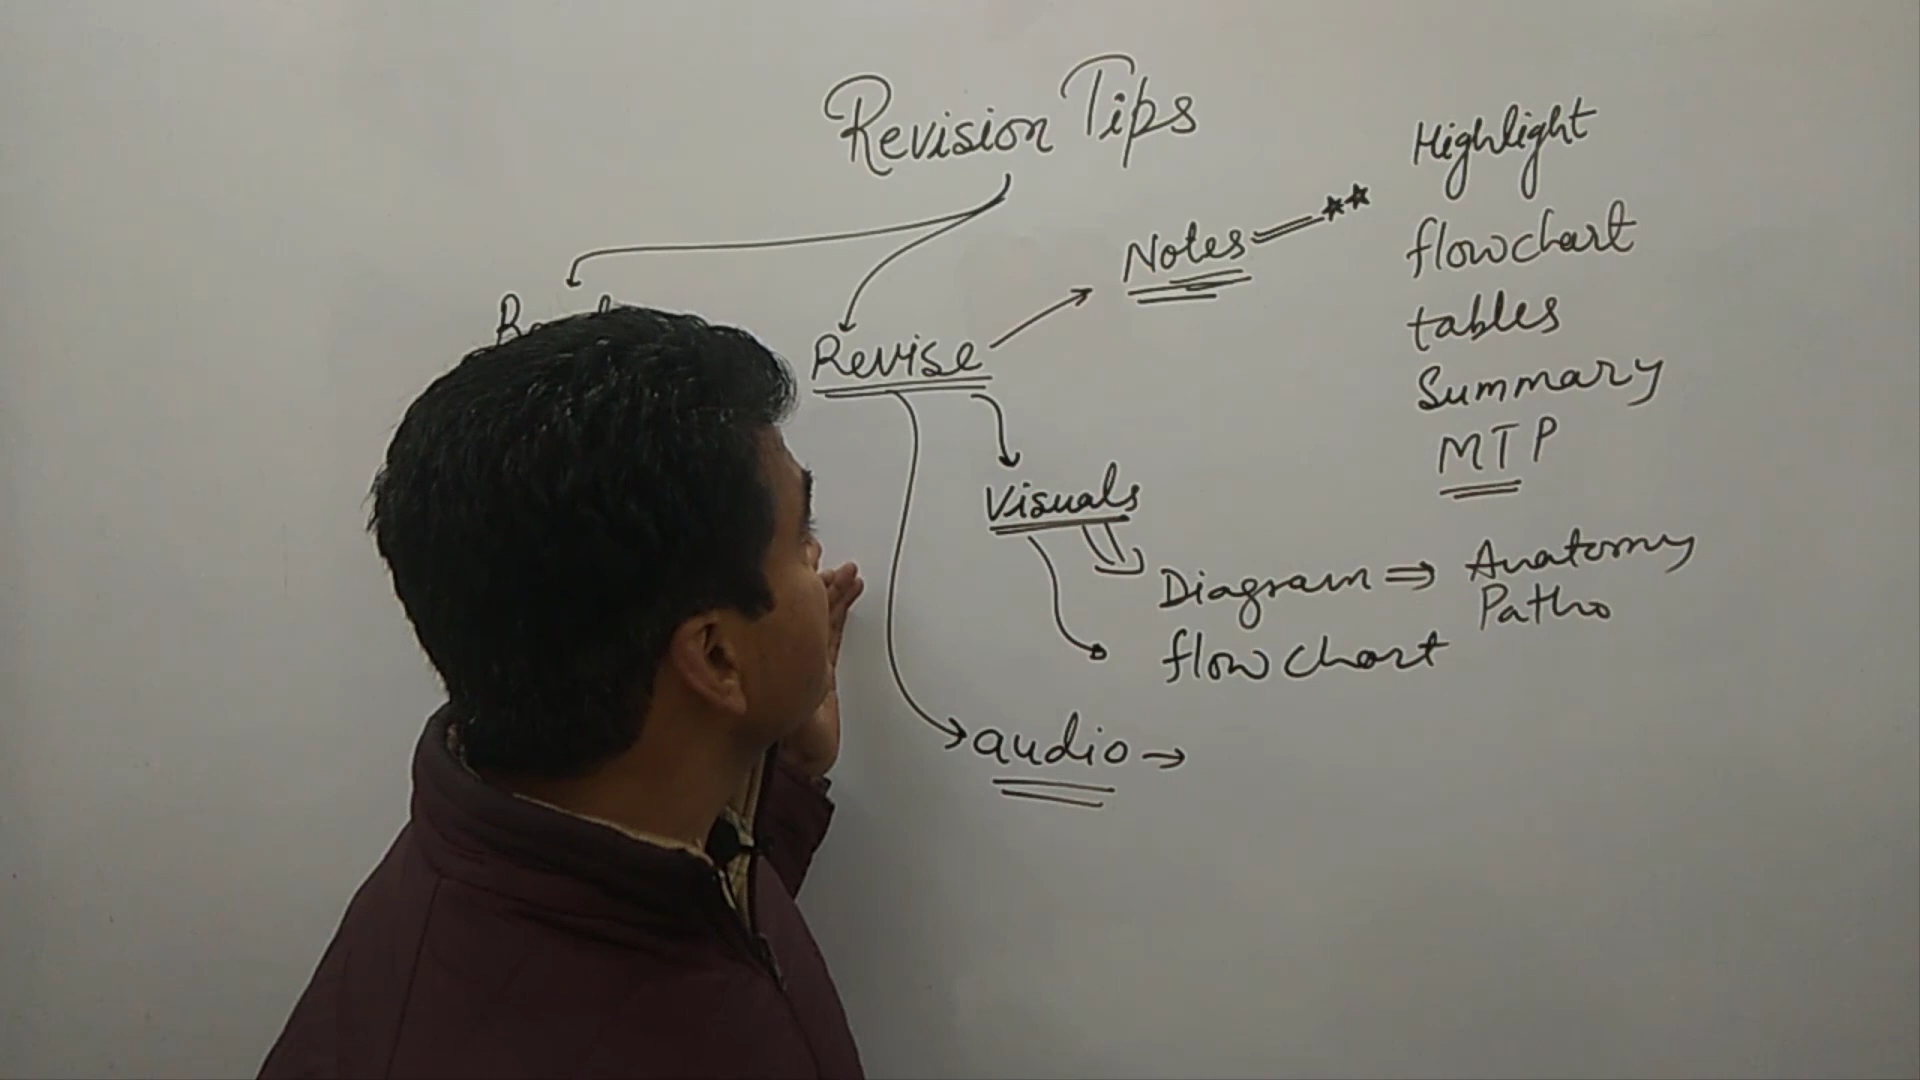 Revision Tips
Revise
Notes
Highlight
flowchart
tables
Summary
MTP
Visuals
Diagram ⇒ Anatomy
Patho
flow chart
audio →